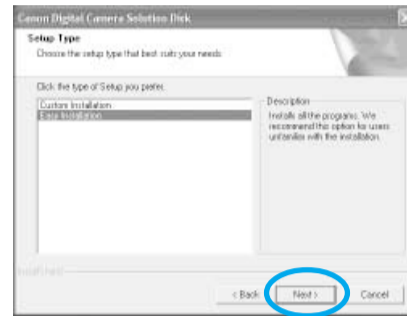 Canon Digital Camera Solution Disk
Setup Type
Choose the setup type that best suits your needs.
Click the type of Setup you prefer.
Custom Installation
Easy Installation
Description
Installs all the programs. We
recommend this option for users
unfamiliar with the installation.
< Back
Next >
Cancel